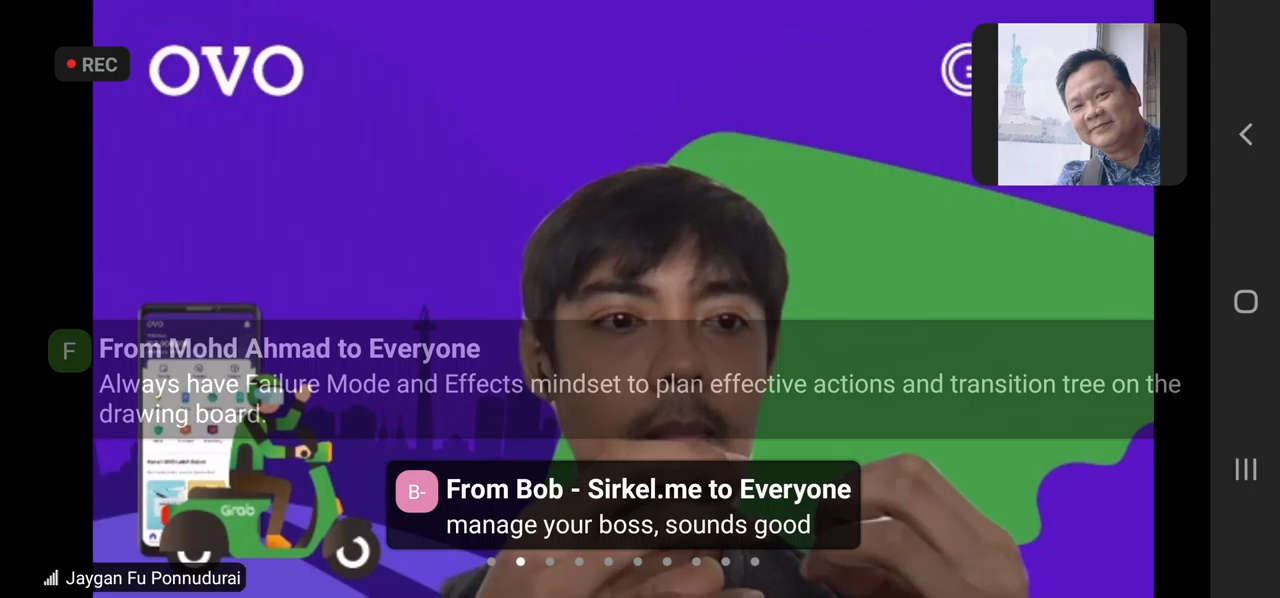 REC
OVO
G
OVO
F
From Mohd Ahmad to Everyone
Always have Failure Mode and Effects mindset to plan effective actions and transition tree on the
drawing board.
B-
From Bob - Sirkel.me to Everyone
manage your boss, sounds good
Grab
Jaygan Fu Ponnudurai